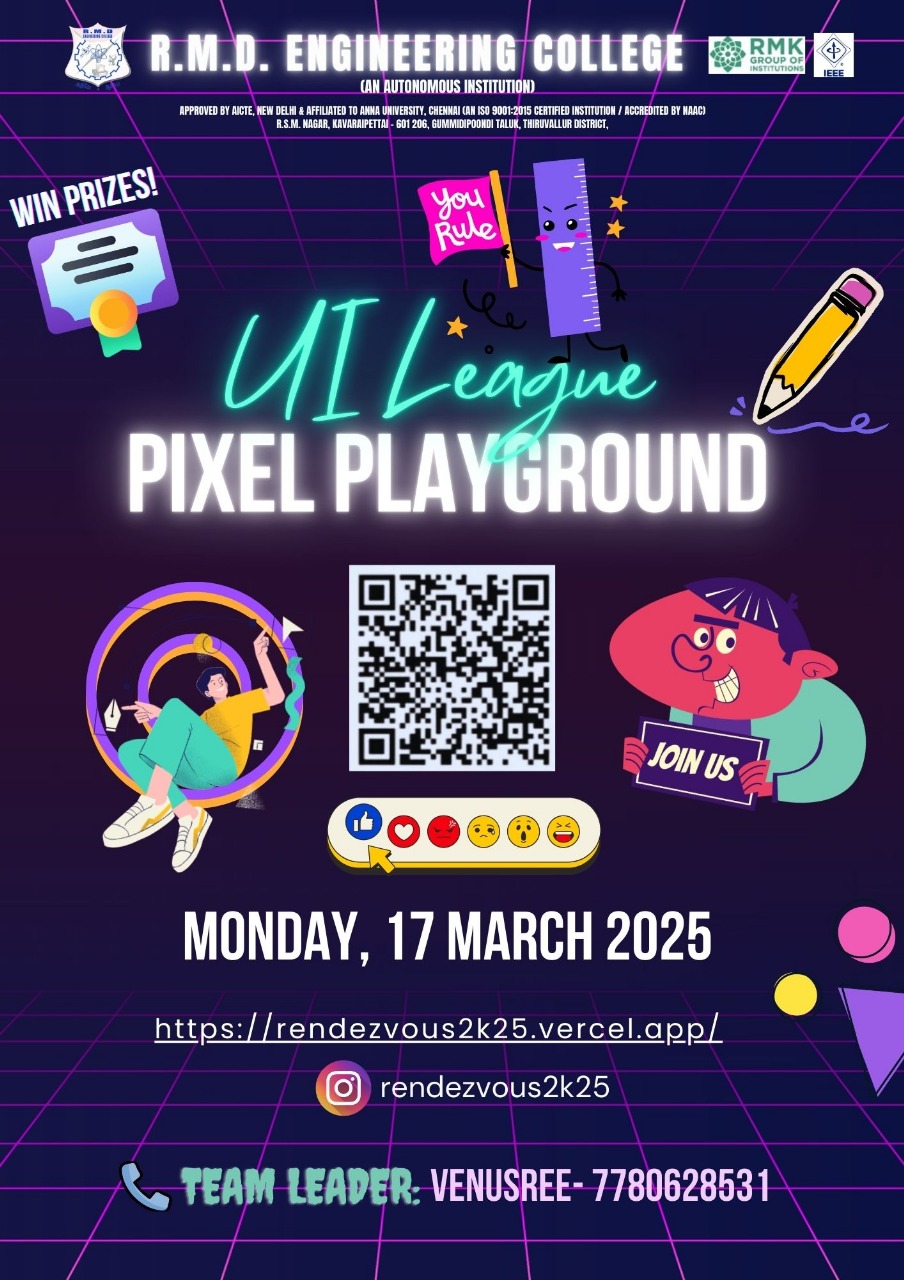 R.M.D
R.M.D. ENGINEERING COLLEGE
RMK
GROUP OF
INSTITUTIONS
IEEE
(AN AUTONOMOUS INSTITUTION)
APPROVED BY AICTE, NEW DELHI & AFFILIATED TO ANNA UNIVERSITY, CHENNAI (AN ISO 9001:2015 CERTIFIED INSTITUTION / ACCREDITED BY NAAC)
R.S.M. NAGAR, KAVARAIPETTAI - 601 206, GUMMIDIPOONDI TALUK, THIRUVALLUR DISTRICT,
WIN PRIZES!
You
Rule
UI League
PIXEL PLAYGROUND
JOIN US
MONDAY, 17 MARCH 2025
https://rendezvous2k25.vercel.app/
rendezvous2k25
TEAM LEADER: VENUSREE- 7780628531